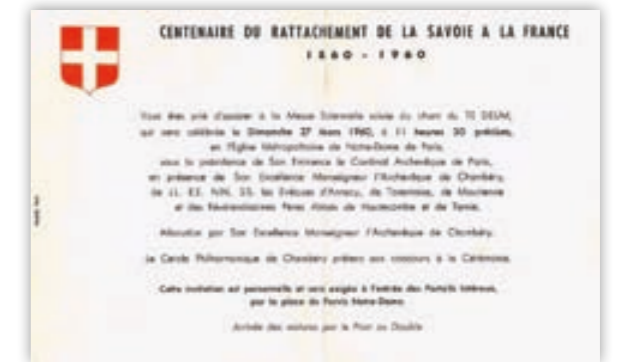 CENTENAIRE DU RATTACHEMENT DE LA SAVOIE A LA FRANCE
1860 - 1960
Vous êtes prié d'assister à la Messe Solennelle suivie du chant du TE DEUM,
qui sera célébrée le Dimanche 27 Mars 1960, à 11 heures 30 précises,
en l'Eglise Métropolitaine de Notre-Dame de Paris,
sous la présidence de Son Eminence le Cardinal Archevêque de Paris,
en présence de Son Excellence Monseigneur l'Archevêque de Chambéry,
de LL. EE. NN. SS. les Evêques d'Annecy, de Tarentaise, de Maurienne
et des Révérendissimes Pères Abbés de Hautecombe et de Tamié.
Allocution par Son Excellence Monseigneur l'Archevêque de Chambéry.
Le Cercle Philharmonique de Chambéry prêtera son concours à la Cérémonie.
Cette invitation est personnelle et sera exigée à l'entrée des Portails latéraux,
par la place du Parvis Notre-Dame.
Arrivée des voitures par le Pont au Double